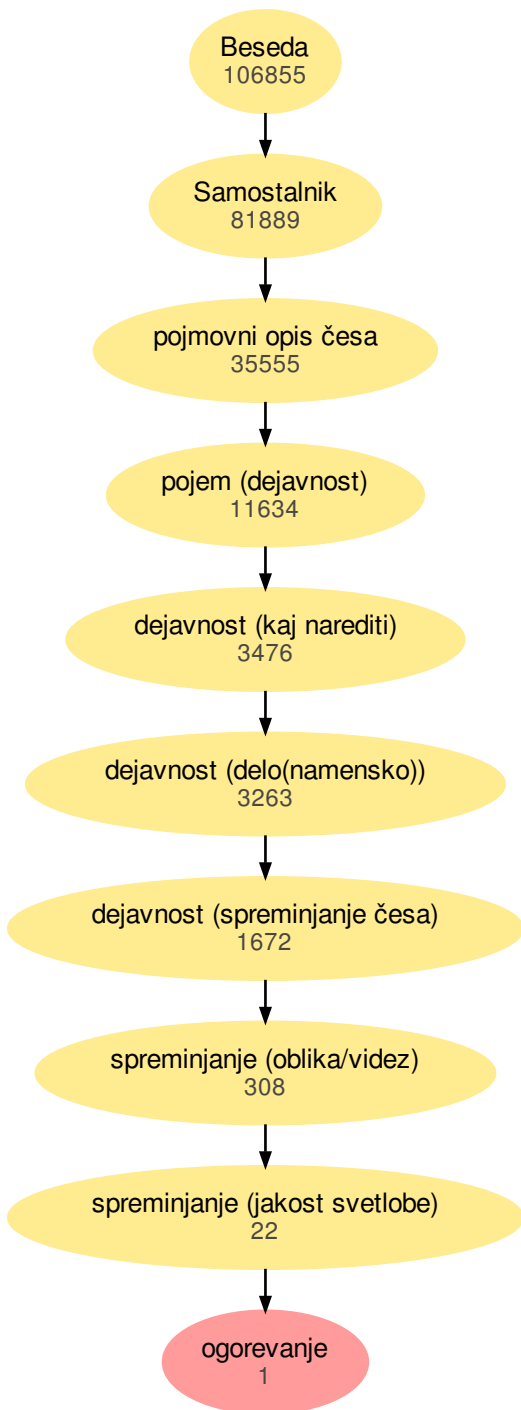 Beseda
106855
Samostalnik
81889
pojmovni opis česa
35555
pojem (dejavnost)
11634
dejavnost (kaj narediti)
3476
dejavnost (delo(namensko))
3263
dejavnost (spreminjanje česa)
1672
spreminjanje (oblika/videz)
308
spreminjanje (jakost svetlobe)
22
ogorevanje
1